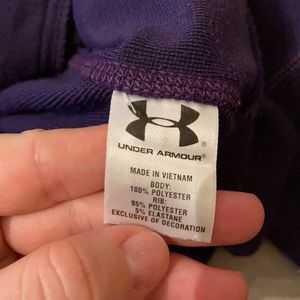 UNDER ARMOUR®
MADE IN VIETNAM
BODY:
100% POLYESTER
RIB:
95% POLYESTER
5% ELASTANE
EXCLUSIVE OF DECORATION